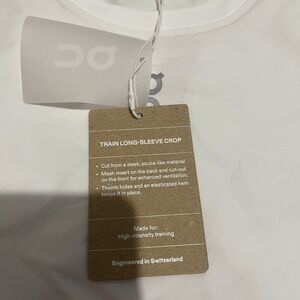 TRAIN LONG-SLEEVE CROP
• Cut from a sleek, scuba-like material
• Mesh insert on the back and cut-out
on the front for enhanced ventilation.
• Thumb holes and an elasticated hem
keeps it in place.
Made for:
High-intensity training
Engineered in Switzerland